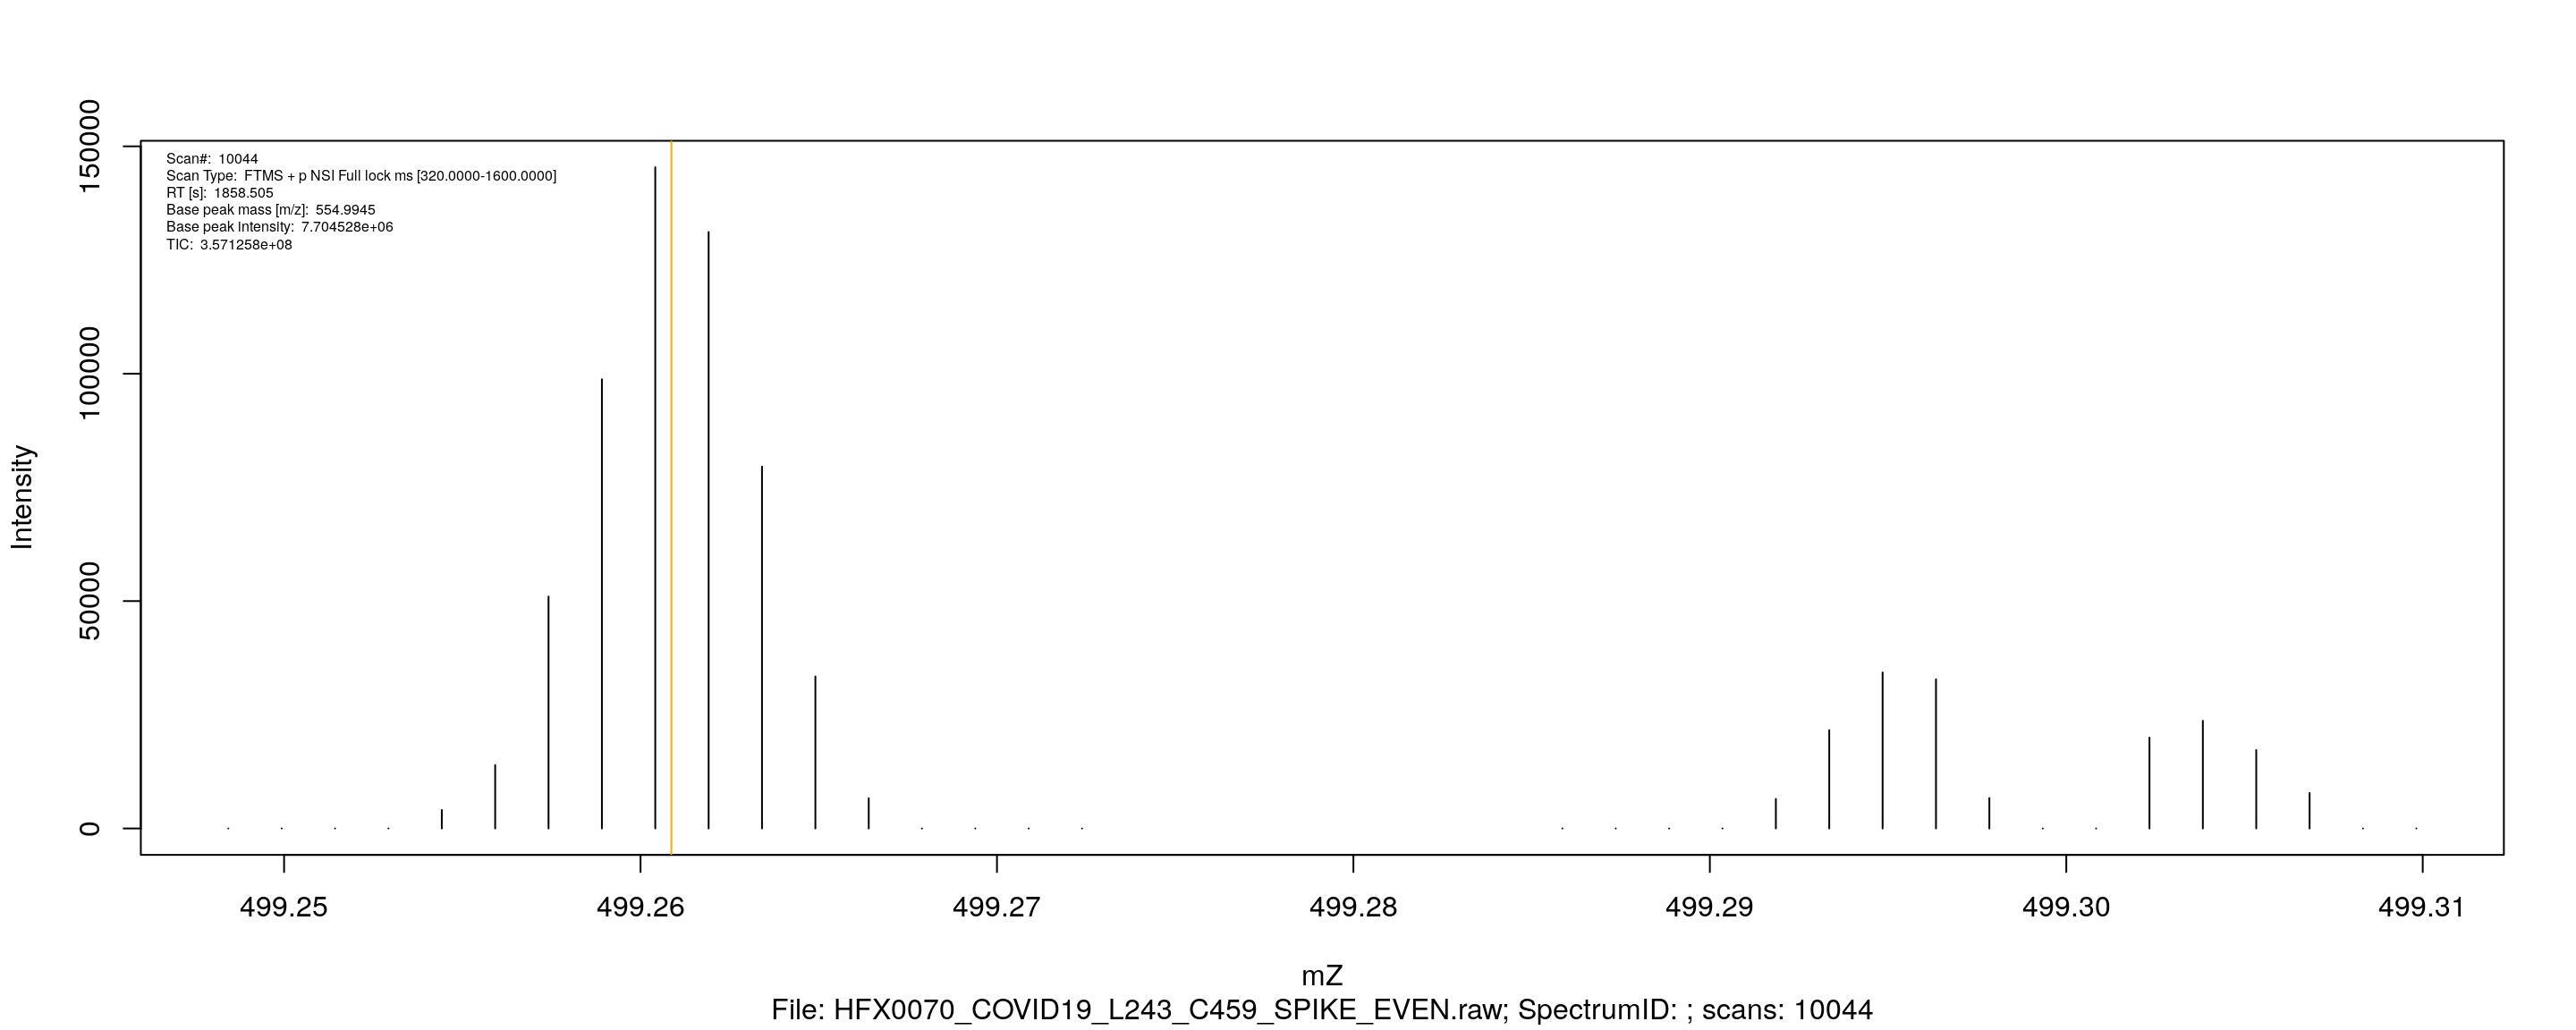 150000
100000
50000
0
Intensity
Scan#: 10044
Scan Type: FTMS + p NSI Full lock ms [320.0000-1600.0000]
RT [s]: 1858.505
Base peak mass [m/z]: 554.9945
Base peak intensity: 7.704528e+06
TIC: 3.571258e+08
499.25 499.26 499.27 499.28 499.29 499.30 499.31
mZ
File: HFX0070_COVID19_L243_C459_SPIKE_EVEN.raw; SpectrumID: ; scans: 10044